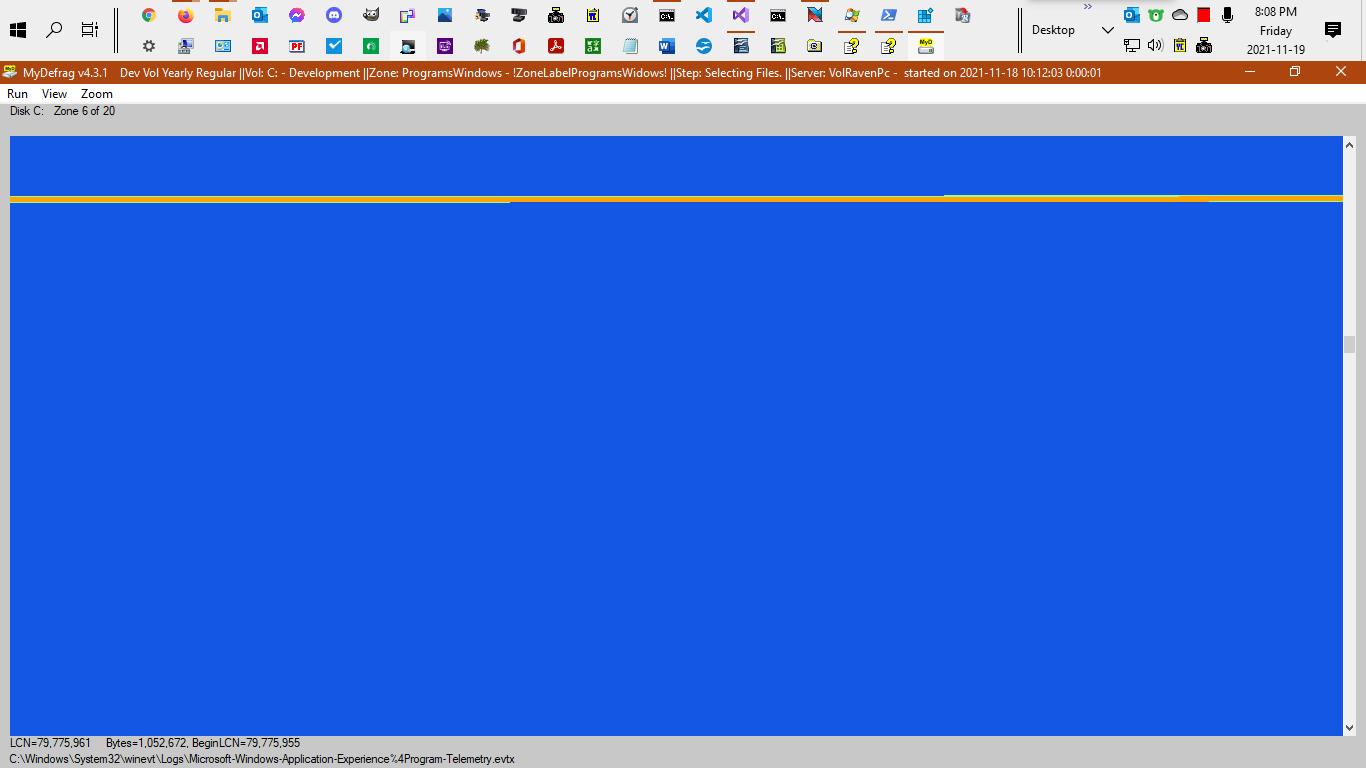 8:08 PM
Friday
2021-11-19
Desktop
MyDefrag v4.3.1 Dev Vol Yearly Regular ||Vol: C: - Development ||Zone: ProgramsWindows - !ZoneLabelProgramsWidows! ||Step: Selecting Files. ||Server: VolRavenPc - started on 2021-11-18 10:12:03 0:00:01
Run View Zoom
Disk C: Zone 6 of 20
LCN=79,775,961 Bytes=1,052,672, BeginLCN=79,775,955
C:\Windows\System32\winevt\Logs\Microsoft-Windows-Application-Experience%4Program-Telemetry.evtx